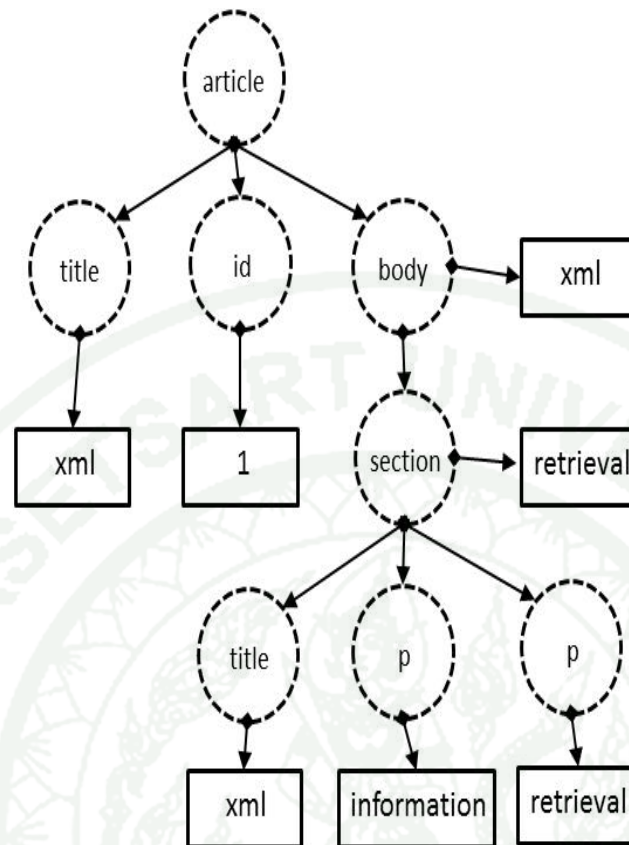 article
title
id
body
xml
xml
1
section
retrieval
title
p
p
xml
information
retrieval